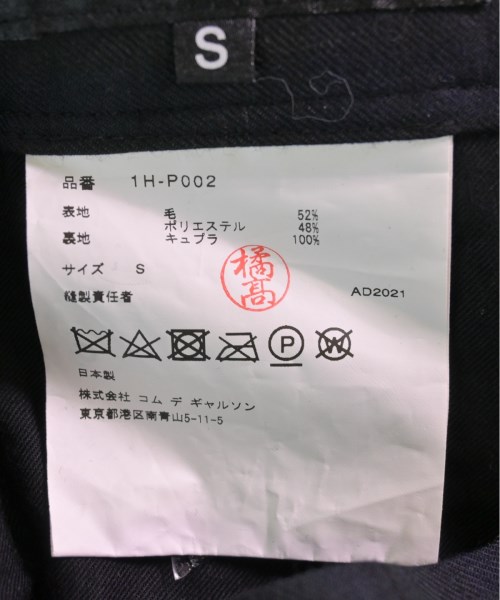 S
品番 1H-P002
表地 毛 52%
ポリエステル 48%
裏地 キュプラ 100%
サイズ S
縫製責任者 橘高 AD2021
P W
日本製
株式会社 コム デ ギャルソン
東京都港区南青山5-11-5